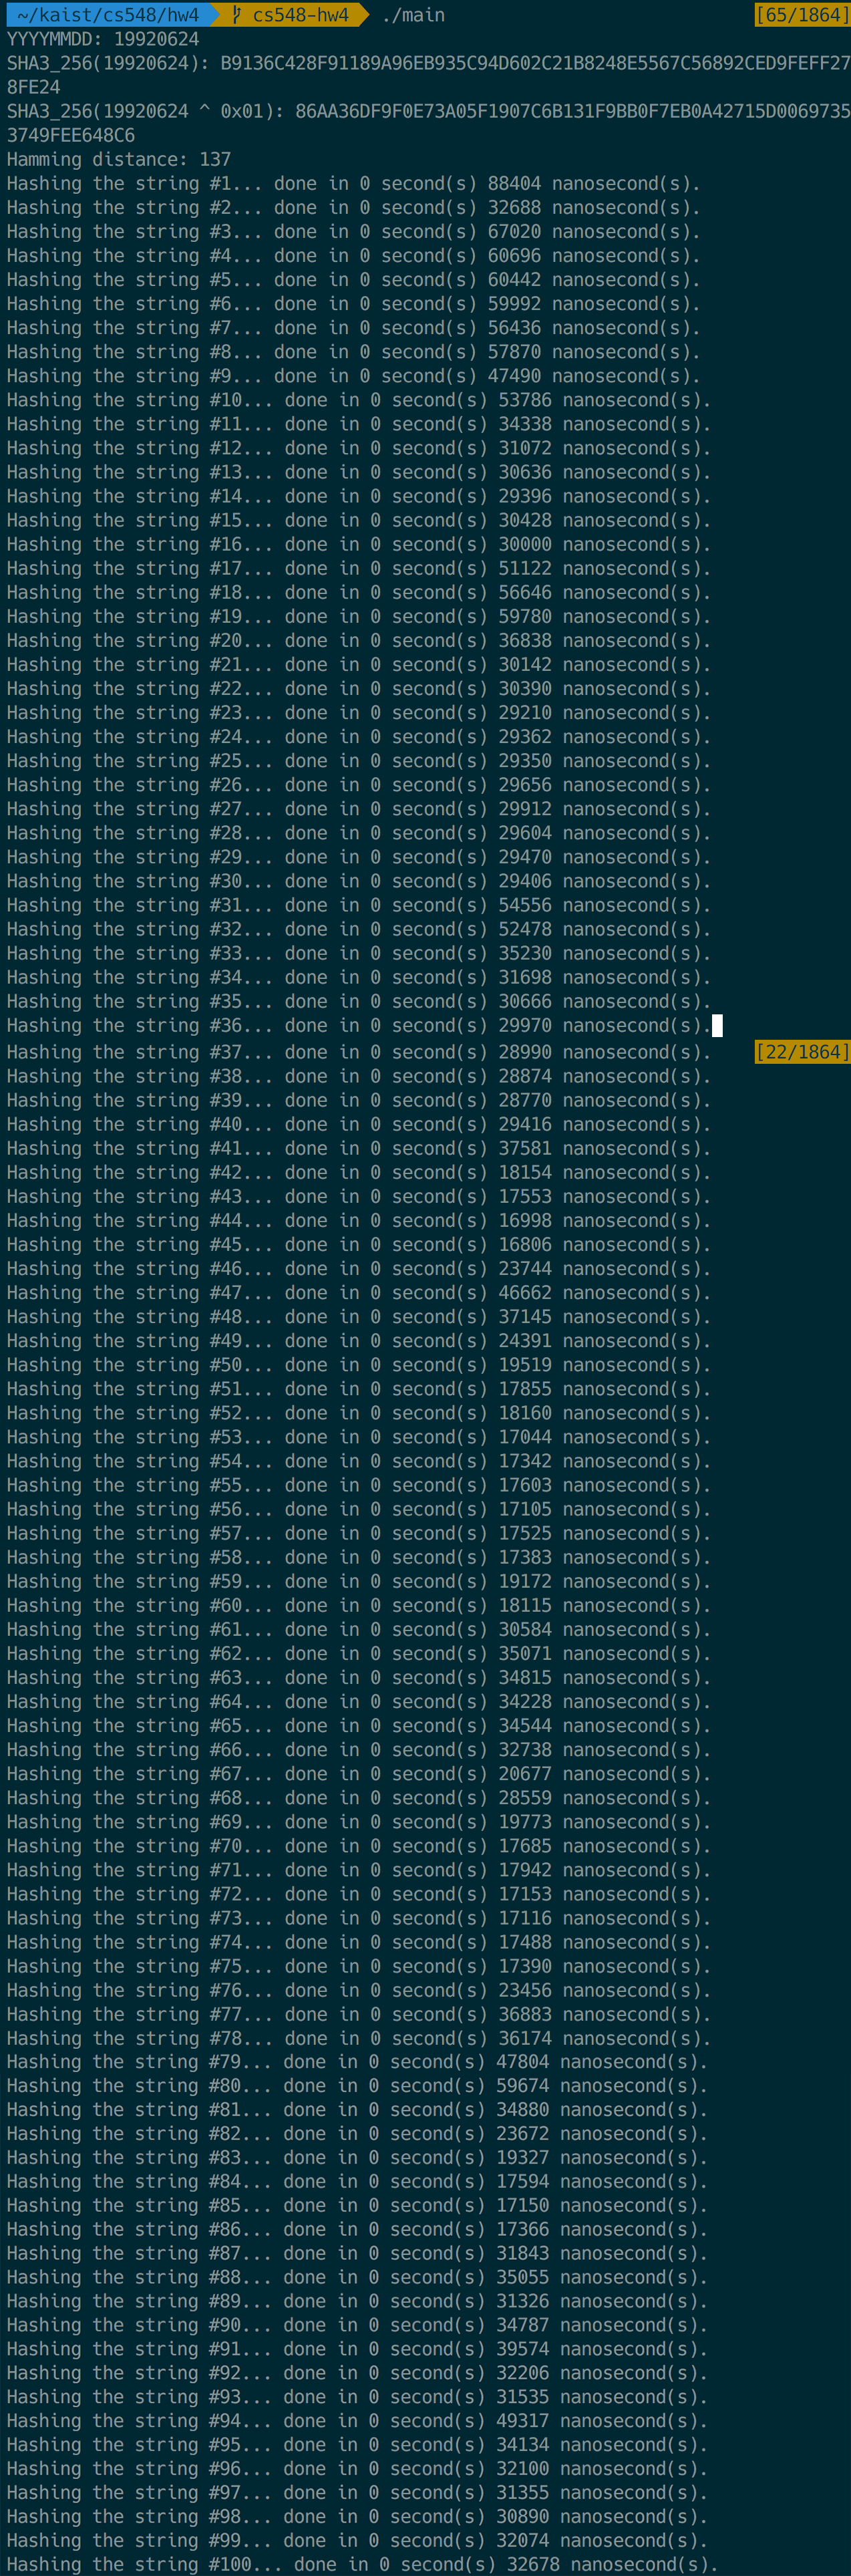 ~/kaist/cs548/hw4 cs548-hw4 ./main [65/1864]
YYYYMMDD: 19920624
SHA3_256(19920624): B9136C428F91189A96EB935C94D602C21B8248E5567C56892CED9FEFF27
8FE24
SHA3_256(19920624 ^ 0x01): 86AA36DF9F0E73A05F1907C6B131F9BB0F7EB0A42715D0069735
3749FEE648C6
Hamming distance: 137
Hashing the string #1... done in 0 second(s) 88404 nanosecond(s).
Hashing the string #2... done in 0 second(s) 32688 nanosecond(s).
Hashing the string #3... done in 0 second(s) 67020 nanosecond(s).
Hashing the string #4... done in 0 second(s) 60696 nanosecond(s).
Hashing the string #5... done in 0 second(s) 60442 nanosecond(s).
Hashing the string #6... done in 0 second(s) 59992 nanosecond(s).
Hashing the string #7... done in 0 second(s) 56436 nanosecond(s).
Hashing the string #8... done in 0 second(s) 57870 nanosecond(s).
Hashing the string #9... done in 0 second(s) 47490 nanosecond(s).
Hashing the string #10... done in 0 second(s) 53786 nanosecond(s).
Hashing the string #11... done in 0 second(s) 34338 nanosecond(s).
Hashing the string #12... done in 0 second(s) 31072 nanosecond(s).
Hashing the string #13... done in 0 second(s) 30636 nanosecond(s).
Hashing the string #14... done in 0 second(s) 29396 nanosecond(s).
Hashing the string #15... done in 0 second(s) 30428 nanosecond(s).
Hashing the string #16... done in 0 second(s) 30000 nanosecond(s).
Hashing the string #17... done in 0 second(s) 51122 nanosecond(s).
Hashing the string #18... done in 0 second(s) 56646 nanosecond(s).
Hashing the string #19... done in 0 second(s) 59780 nanosecond(s).
Hashing the string #20... done in 0 second(s) 36838 nanosecond(s).
Hashing the string #21... done in 0 second(s) 30142 nanosecond(s).
Hashing the string #22... done in 0 second(s) 30390 nanosecond(s).
Hashing the string #23... done in 0 second(s) 29210 nanosecond(s).
Hashing the string #24... done in 0 second(s) 29362 nanosecond(s).
Hashing the string #25... done in 0 second(s) 29350 nanosecond(s).
Hashing the string #26... done in 0 second(s) 29656 nanosecond(s).
Hashing the string #27... done in 0 second(s) 29912 nanosecond(s).
Hashing the string #28... done in 0 second(s) 29604 nanosecond(s).
Hashing the string #29... done in 0 second(s) 29470 nanosecond(s).
Hashing the string #30... done in 0 second(s) 29406 nanosecond(s).
Hashing the string #31... done in 0 second(s) 54556 nanosecond(s).
Hashing the string #32... done in 0 second(s) 52478 nanosecond(s).
Hashing the string #33... done in 0 second(s) 35230 nanosecond(s).
Hashing the string #34... done in 0 second(s) 31698 nanosecond(s).
Hashing the string #35... done in 0 second(s) 30666 nanosecond(s).
Hashing the string #36... done in 0 second(s) 29970 nanosecond(s).
Hashing the string #37... done in 0 second(s) 28990 nanosecond(s). [22/1864]
Hashing the string #38... done in 0 second(s) 28874 nanosecond(s).
Hashing the string #39... done in 0 second(s) 28770 nanosecond(s).
Hashing the string #40... done in 0 second(s) 29416 nanosecond(s).
Hashing the string #41... done in 0 second(s) 37581 nanosecond(s).
Hashing the string #42... done in 0 second(s) 18154 nanosecond(s).
Hashing the string #43... done in 0 second(s) 17553 nanosecond(s).
Hashing the string #44... done in 0 second(s) 16998 nanosecond(s).
Hashing the string #45... done in 0 second(s) 16806 nanosecond(s).
Hashing the string #46... done in 0 second(s) 23744 nanosecond(s).
Hashing the string #47... done in 0 second(s) 46662 nanosecond(s).
Hashing the string #48... done in 0 second(s) 37145 nanosecond(s).
Hashing the string #49... done in 0 second(s) 24391 nanosecond(s).
Hashing the string #50... done in 0 second(s) 19519 nanosecond(s).
Hashing the string #51... done in 0 second(s) 17855 nanosecond(s).
Hashing the string #52... done in 0 second(s) 18160 nanosecond(s).
Hashing the string #53... done in 0 second(s) 17044 nanosecond(s).
Hashing the string #54... done in 0 second(s) 17342 nanosecond(s).
Hashing the string #55... done in 0 second(s) 17603 nanosecond(s).
Hashing the string #56... done in 0 second(s) 17105 nanosecond(s).
Hashing the string #57... done in 0 second(s) 17525 nanosecond(s).
Hashing the string #58... done in 0 second(s) 17383 nanosecond(s).
Hashing the string #59... done in 0 second(s) 19172 nanosecond(s).
Hashing the string #60... done in 0 second(s) 18115 nanosecond(s).
Hashing the string #61... done in 0 second(s) 30584 nanosecond(s).
Hashing the string #62... done in 0 second(s) 35071 nanosecond(s).
Hashing the string #63... done in 0 second(s) 34815 nanosecond(s).
Hashing the string #64... done in 0 second(s) 34228 nanosecond(s).
Hashing the string #65... done in 0 second(s) 34544 nanosecond(s).
Hashing the string #66... done in 0 second(s) 32738 nanosecond(s).
Hashing the string #67... done in 0 second(s) 20677 nanosecond(s).
Hashing the string #68... done in 0 second(s) 28559 nanosecond(s).
Hashing the string #69... done in 0 second(s) 19773 nanosecond(s).
Hashing the string #70... done in 0 second(s) 17685 nanosecond(s).
Hashing the string #71... done in 0 second(s) 17942 nanosecond(s).
Hashing the string #72... done in 0 second(s) 17153 nanosecond(s).
Hashing the string #73... done in 0 second(s) 17116 nanosecond(s).
Hashing the string #74... done in 0 second(s) 17488 nanosecond(s).
Hashing the string #75... done in 0 second(s) 17390 nanosecond(s).
Hashing the string #76... done in 0 second(s) 23456 nanosecond(s).
Hashing the string #77... done in 0 second(s) 36883 nanosecond(s).
Hashing the string #78... done in 0 second(s) 36174 nanosecond(s).
Hashing the string #79... done in 0 second(s) 47804 nanosecond(s).
Hashing the string #80... done in 0 second(s) 59674 nanosecond(s).
Hashing the string #81... done in 0 second(s) 34880 nanosecond(s).
Hashing the string #82... done in 0 second(s) 23672 nanosecond(s).
Hashing the string #83... done in 0 second(s) 19327 nanosecond(s).
Hashing the string #84... done in 0 second(s) 17594 nanosecond(s).
Hashing the string #85... done in 0 second(s) 17150 nanosecond(s).
Hashing the string #86... done in 0 second(s) 17366 nanosecond(s).
Hashing the string #87... done in 0 second(s) 31843 nanosecond(s).
Hashing the string #88... done in 0 second(s) 35055 nanosecond(s).
Hashing the string #89... done in 0 second(s) 31326 nanosecond(s).
Hashing the string #90... done in 0 second(s) 34787 nanosecond(s).
Hashing the string #91... done in 0 second(s) 39574 nanosecond(s).
Hashing the string #92... done in 0 second(s) 32206 nanosecond(s).
Hashing the string #93... done in 0 second(s) 31535 nanosecond(s).
Hashing the string #94... done in 0 second(s) 49317 nanosecond(s).
Hashing the string #95... done in 0 second(s) 34134 nanosecond(s).
Hashing the string #96... done in 0 second(s) 32100 nanosecond(s).
Hashing the string #97... done in 0 second(s) 31355 nanosecond(s).
Hashing the string #98... done in 0 second(s) 30890 nanosecond(s).
Hashing the string #99... done in 0 second(s) 32074 nanosecond(s).
Hashing the string #100... done in 0 second(s) 32678 nanosecond(s).